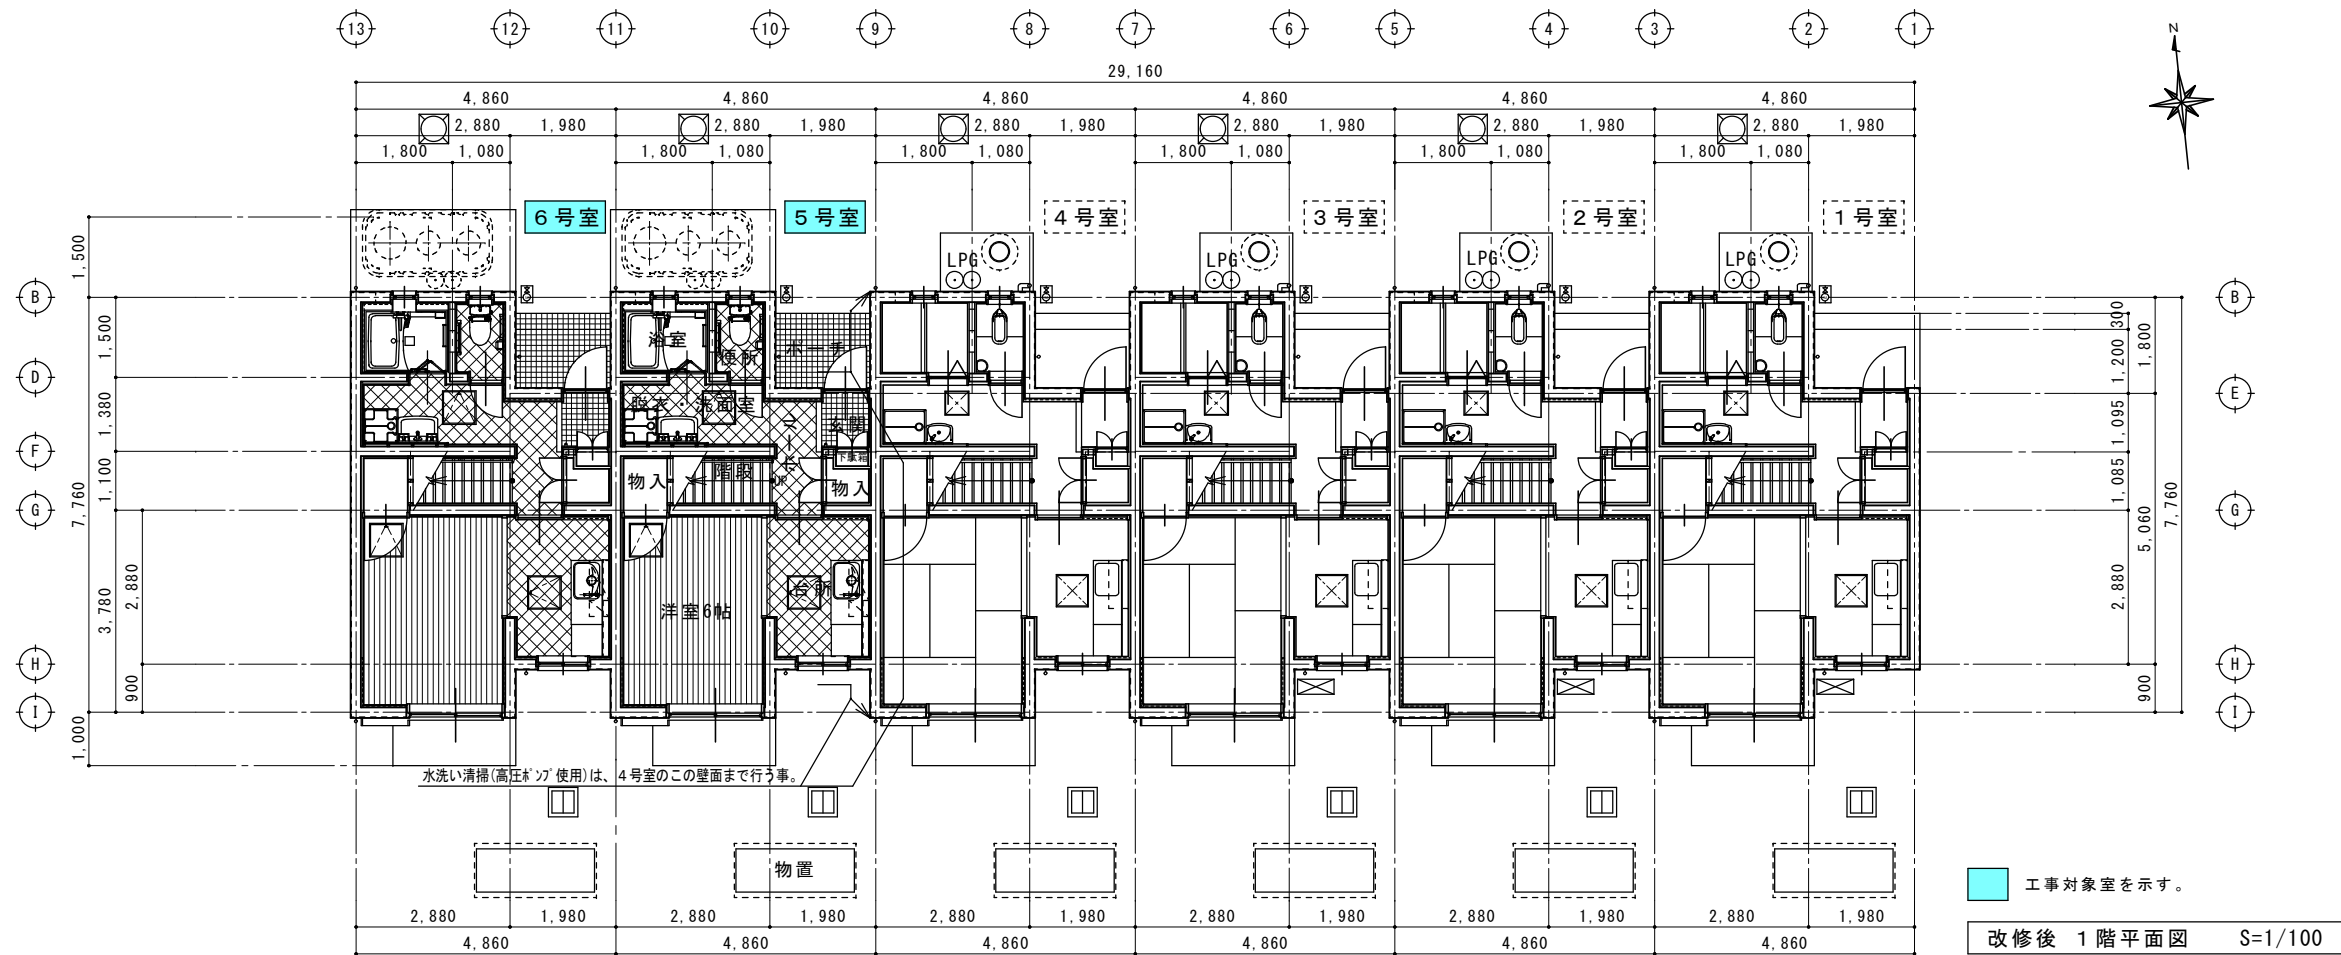 13 12 11 10 9 8 7 6 5 4 3 2 1
N
29,160
4,860 4,860 4,860 4,860 4,860 4,860
2,880 1,980 2,880 1,980 2,880 1,980 2,880 1,980 2,880 1,980 2,880 1,980
1,800 1,080 1,800 1,080 1,800 1,080 1,800 1,080 1,800 1,080 1,800 1,080
6号室 5号室 4号室 3号室 2号室 1号室
LPG LPG LPG LPG
1,500
B B
1,500
300
1,800
浴室
便所
ポーチ
1,200
D
E
1,380
脱衣・洗面室
ホール
玄関
1,095
F
下駄箱
1,100
7,760
物入
階段
UP
物入
1,085
G G
7,760
5,060
2,880
3,780
台所
洋室6帖
2,880
H H
900
900
I I
1,000
水洗い清掃(高圧ポンプ使用)は、4号室のこの壁面まで行う事。
物置
工事対象室を示す。
2,880 1,980 2,880 1,980 2,880 1,980 2,880 1,980 2,880 1,980 2,880 1,980
4,860 4,860 4,860 4,860 4,860 4,860
改修後 1階平面図 S=1/100